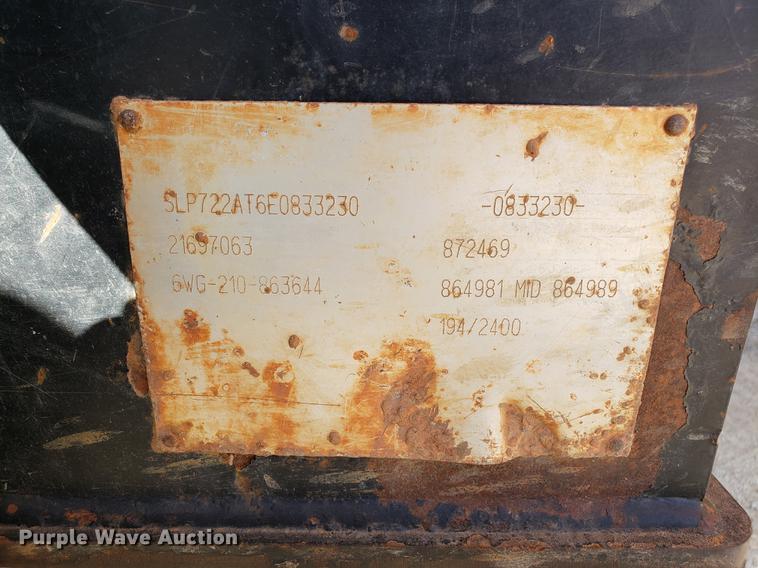 SLP722AT6E0833230 -0833230-
21697063 872469
6WG-210-863644 864981 MID 864989
194/2400
Purple Wave Auction